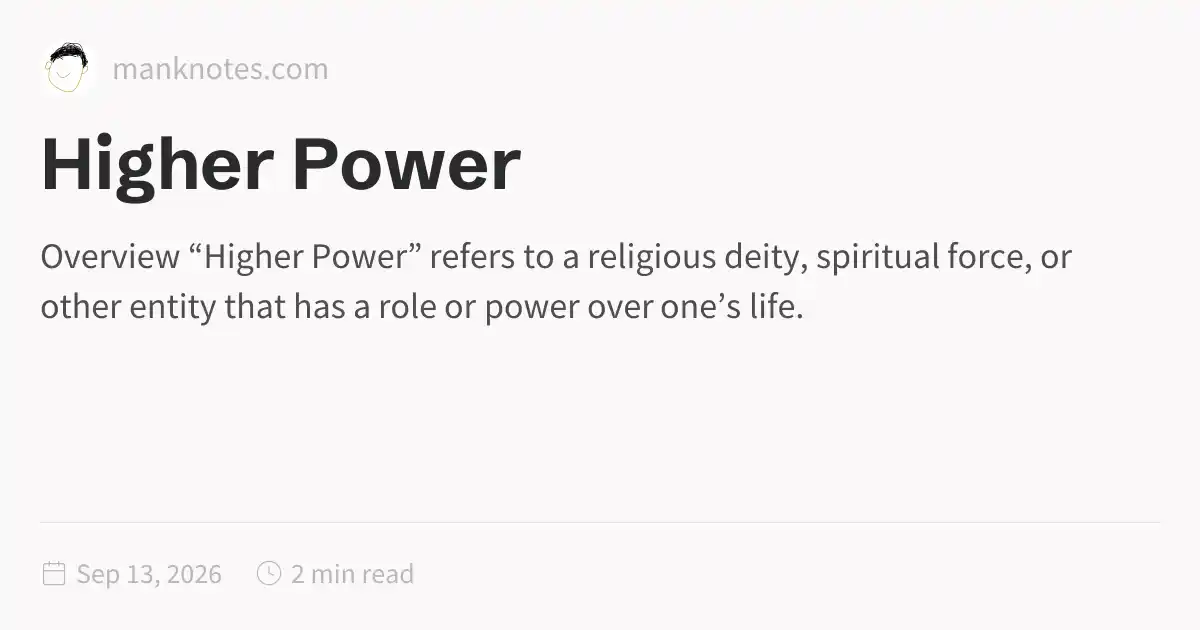 manknotes.com
Higher Power
Overview “Higher Power” refers to a religious deity, spiritual force, or
other entity that has a role or power over one’s life.
Sep 13, 2026 2 min read